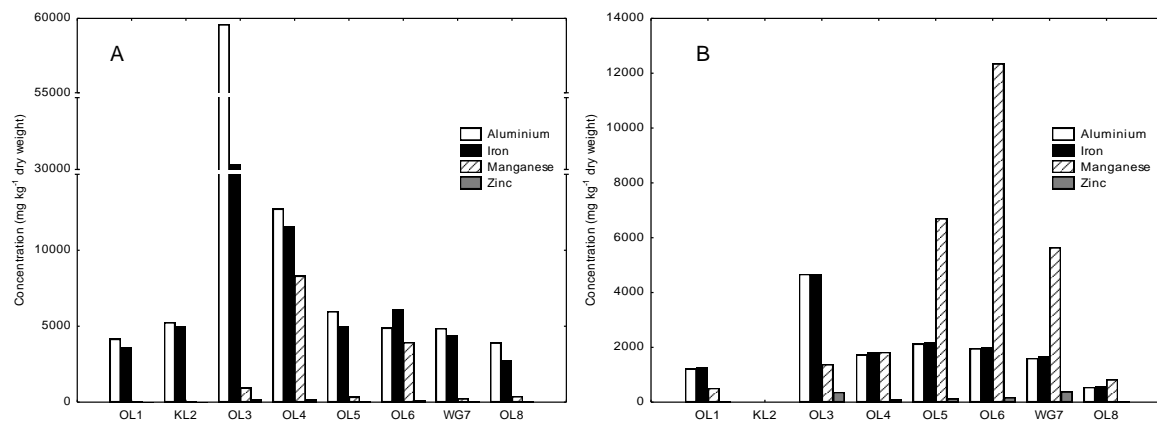 A
Concentration (mg kg⁻¹ dry weight)
60000
55000
30000
10000
5000
0
Aluminium
Iron
Manganese
Zinc
OL1 KL2 OL3 OL4 OL5 OL6 WG7 OL8
B
Concentration (mg kg⁻¹ dry weight)
14000
12000
10000
8000
6000
4000
2000
0
Aluminium
Iron
Manganese
Zinc
OL1 KL2 OL3 OL4 OL5 OL6 WG7 OL8